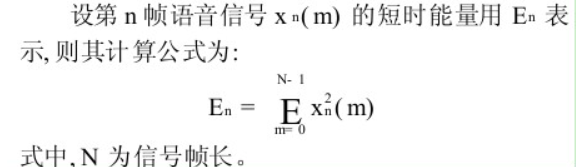 设第 n 帧语音信号 x n( m) 的短时能量用 En 表
示, 则其计算公式为:
N- 1
En = E x²n( m)
m= 0
式中, N 为信号帧长。